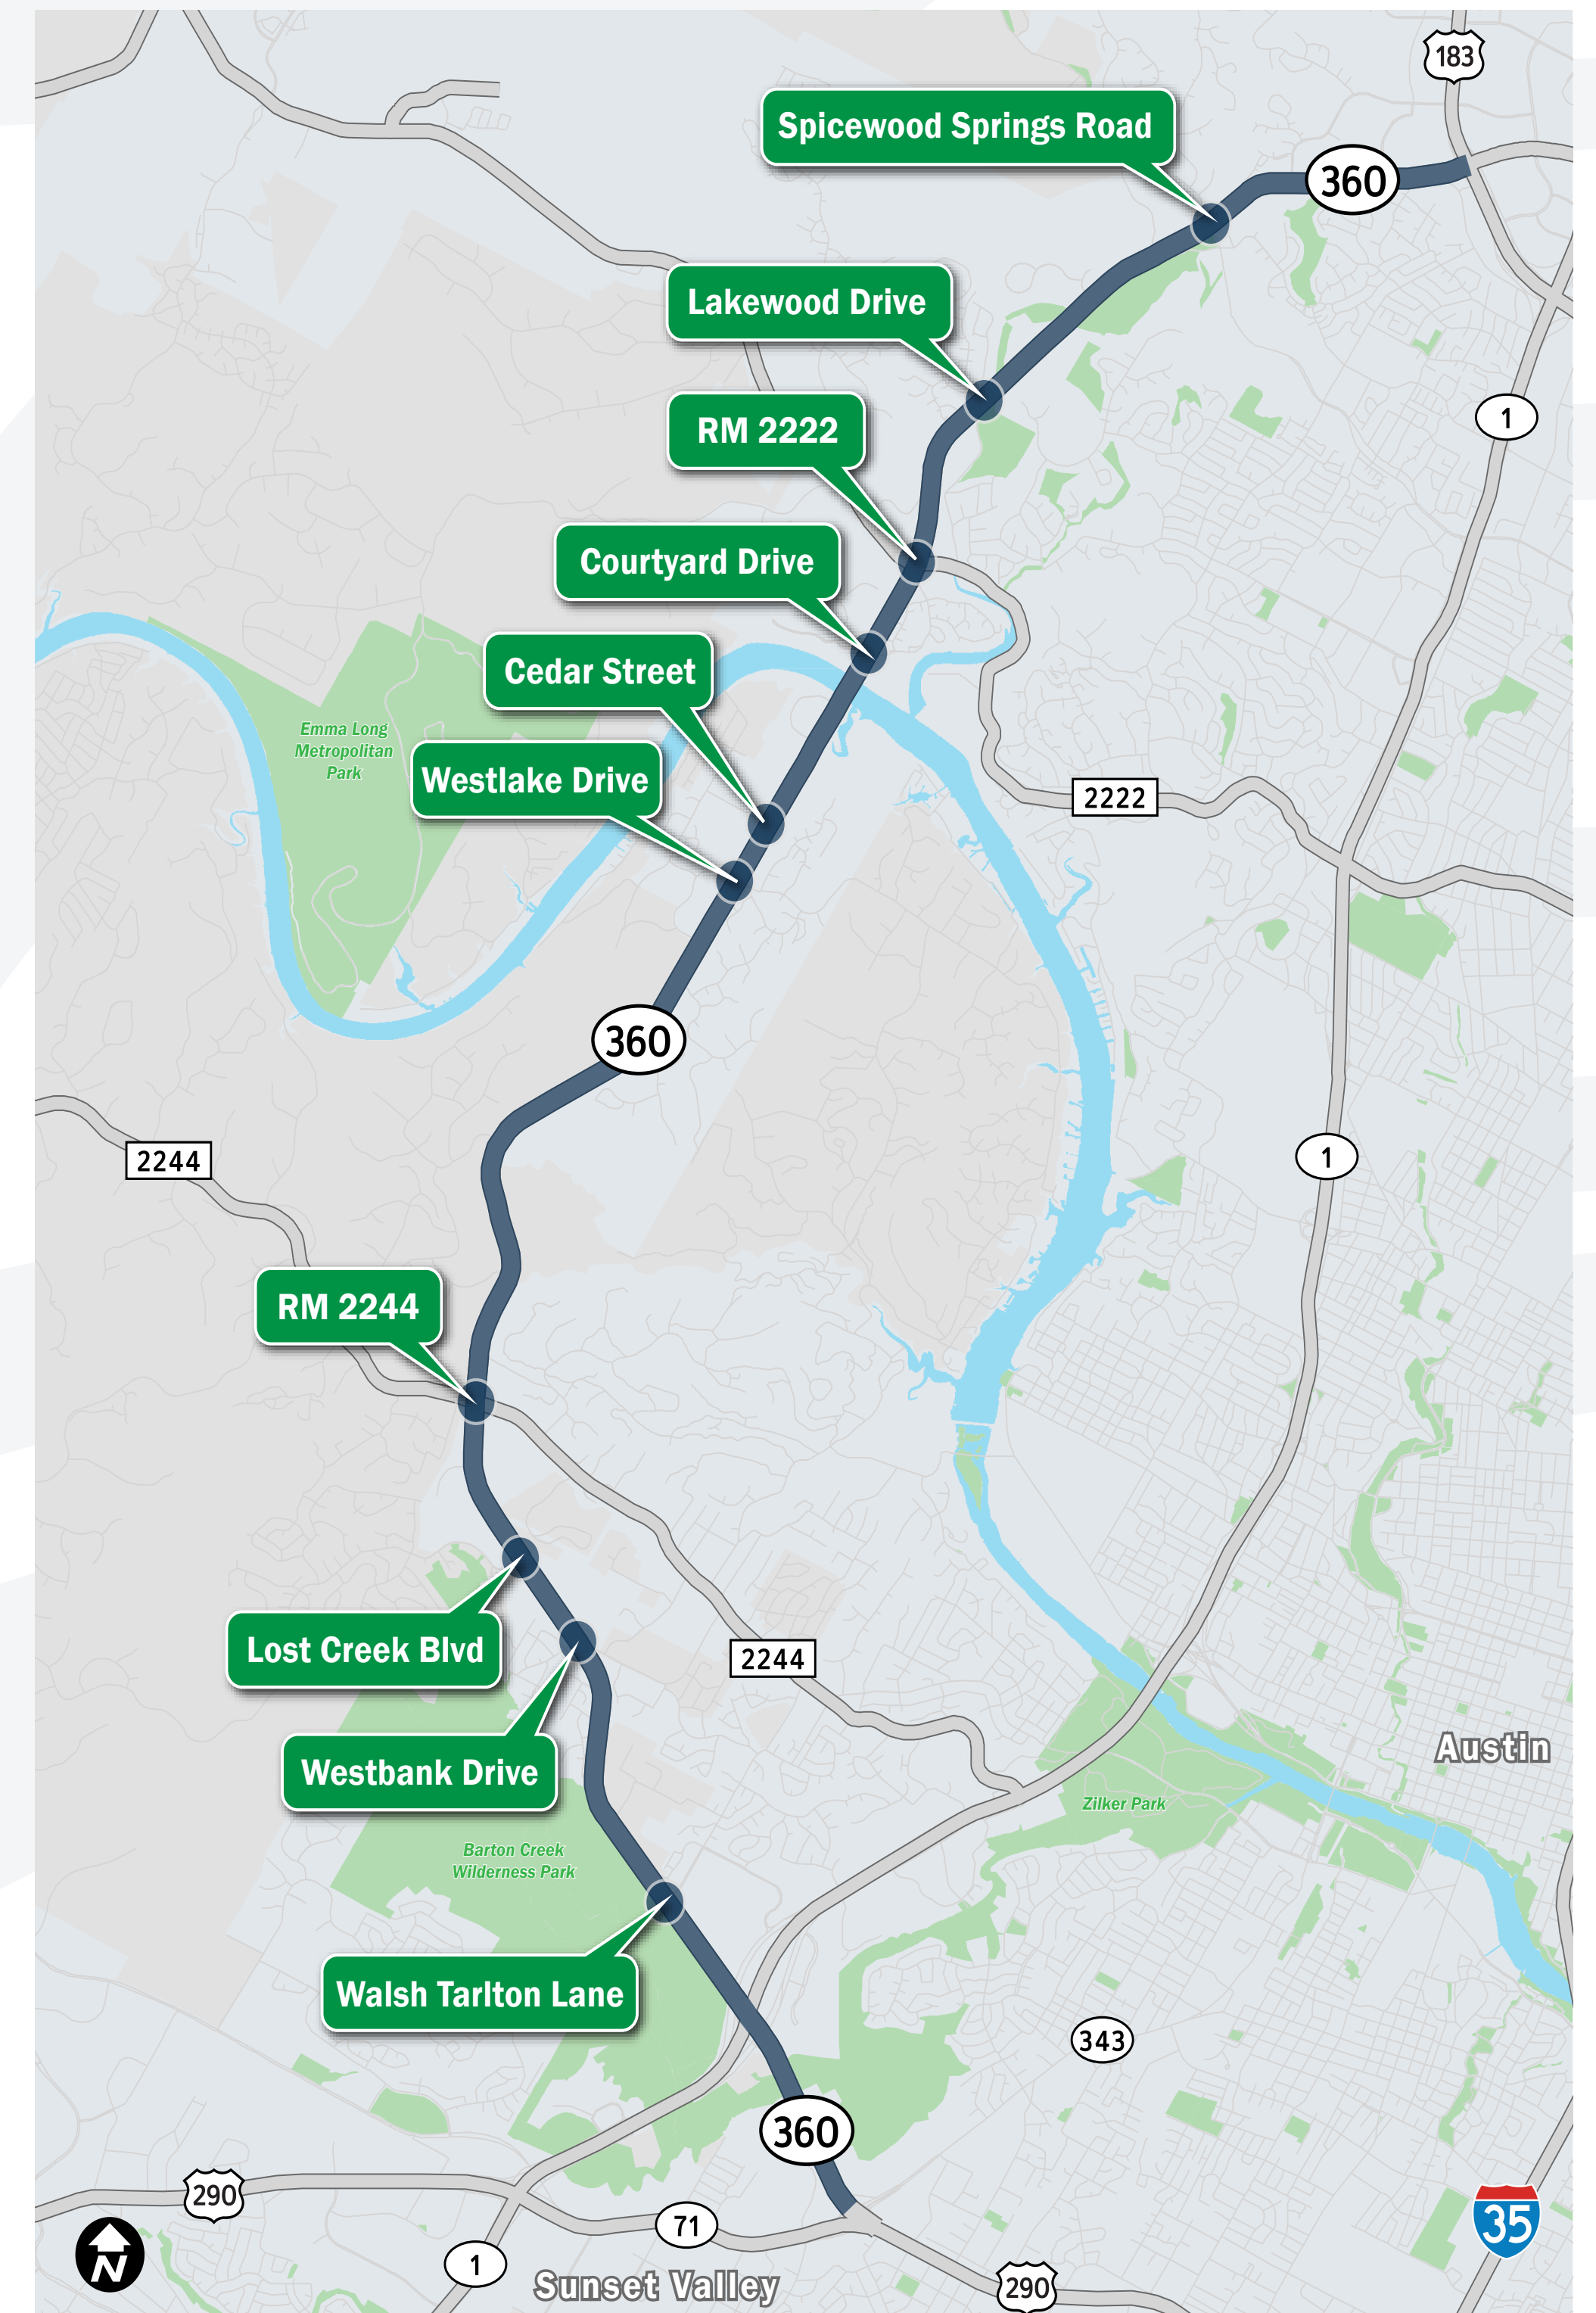 183
Spicewood Springs Road
360
Lakewood Drive
1
RM 2222
Courtyard Drive
Cedar Street
Emma Long
Metropolitan
Park
Westlake Drive
2222
360
2244
1
RM 2244
Lost Creek Blvd
2244
Westbank Drive
Austin
Zilker Park
Barton Creek
Wilderness Park
Walsh Tarlton Lane
343
360
290
35
71
N
1
Sunset Valley
290